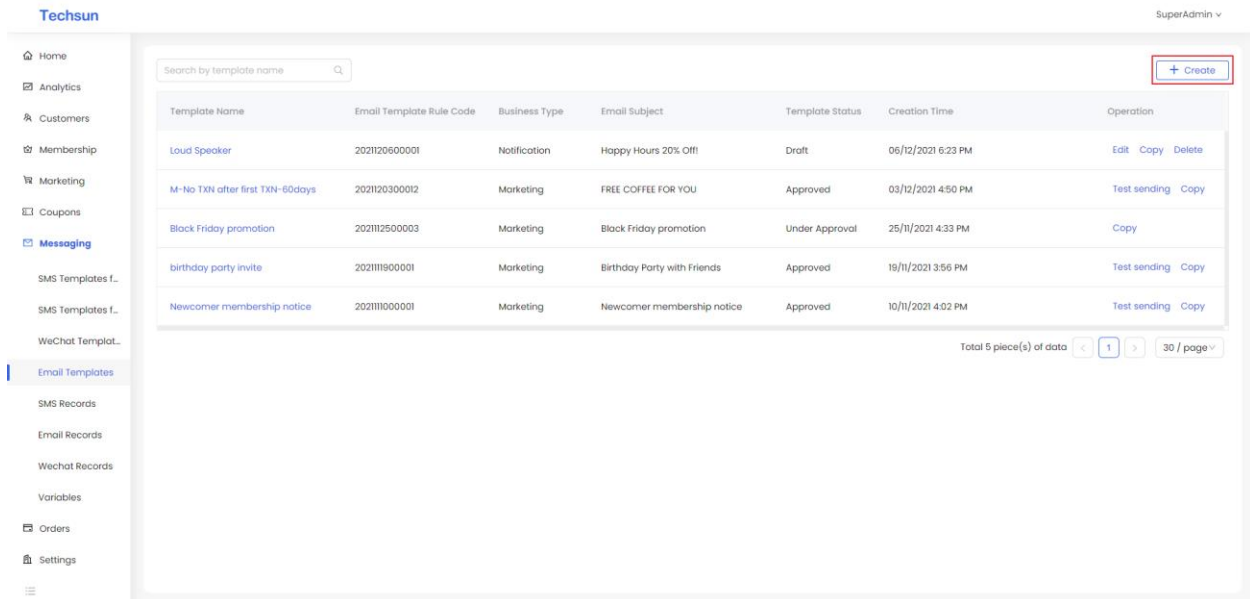 Techsun
SuperAdmin
Home
Analytics
Customers
Membership
Marketing
Coupons
Messaging
SMS Templates f...
SMS Templates f...
WeChat Templat...
Email Templates
SMS Records
Email Records
Wechat Records
Variables
Orders
Settings
Search by template name
+ Create
Template Name Email Template Rule Code Business Type Email Subject Template Status Creation Time Operation
Loud Speaker 2021120600001 Notification Happy Hours 20% Off! Draft 06/12/2021 6:23 PM Edit Copy Delete
M-No TXN after first TXN-60days 2021120300012 Marketing FREE COFFEE FOR YOU Approved 03/12/2021 4:50 PM Test sending Copy
Black Friday promotion 2021112500003 Marketing Black Friday promotion Under Approval 25/11/2021 4:33 PM Copy
birthday party invite 2021111900001 Marketing Birthday Party with Friends Approved 19/11/2021 3:56 PM Test sending Copy
Newcomer membership notice 2021111000001 Marketing Newcomer membership notice Approved 10/11/2021 4:02 PM Test sending Copy
Total 5 piece(s) of data < 1 > 30 / page